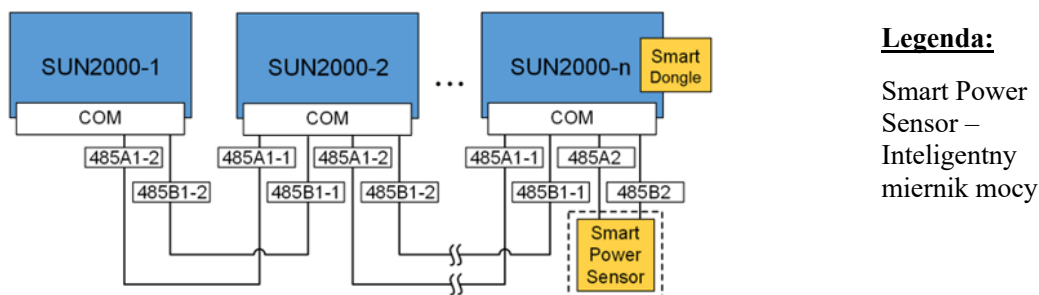 SUN2000-1
SUN2000-2
...
SUN2000-n
Smart
Dongle
COM
COM
COM
485A1-2
485A1-1
485A1-2
485A1-1
485A2
485B1-2
485B1-1
485B1-2
485B1-1
485B2
Smart
Power
Sensor
Legenda:
Smart Power
Sensor –
Inteligentny
miernik mocy